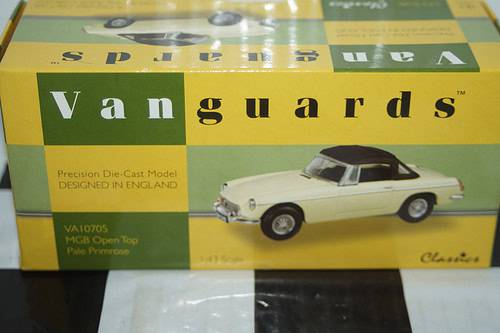 Classics
Vanguards
Vanguards™
Precision Die-Cast Model
DESIGNED IN ENGLAND
VA10705
MGB Open Top
Pale Primrose
1:43 Scale
Classics